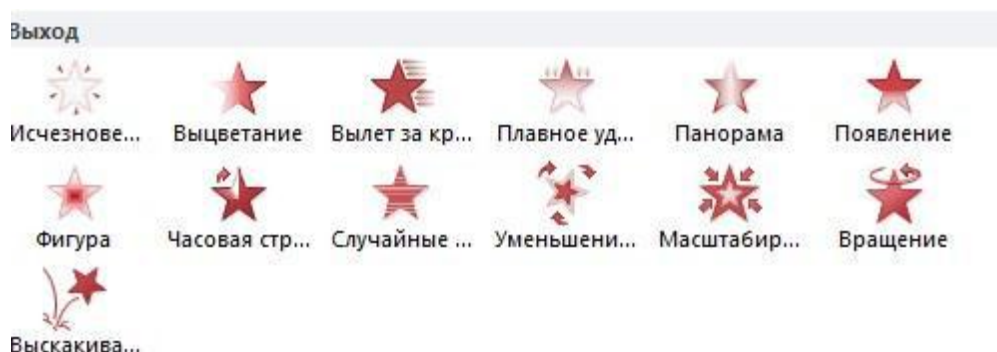 Выход
Исчезнове... Выцветание Вылет за кр... Плавное уд... Панорама Появление
Фигура Часовая стр... Случайные ... Уменьшени... Масштабир... Вращение
Выскакива...